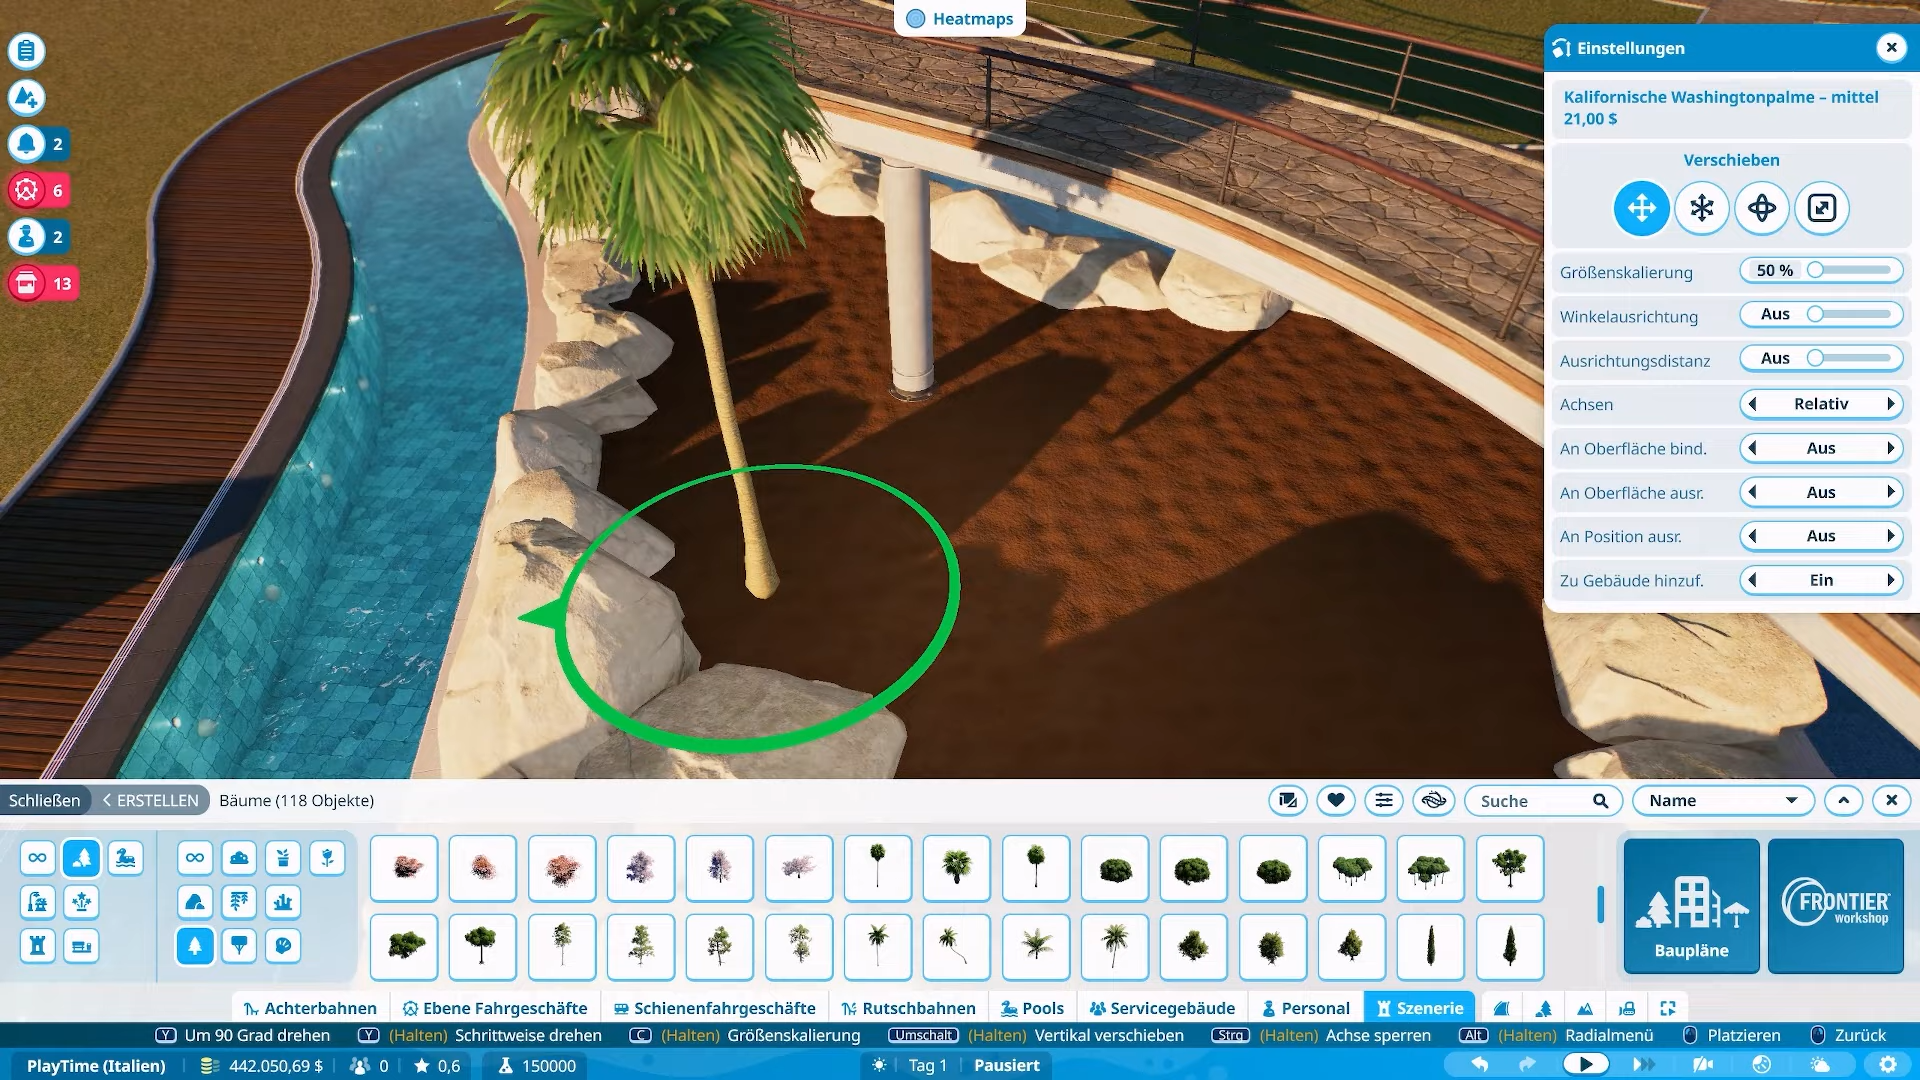 Heatmaps
2
6
2
13
Einstellungen
Kalifornische Washingtonpalme – mittel
21,00 $
Verschieben
Größenskalierung 50 %
Winkelausrichtung Aus
Ausrichtungsdistanz Aus
Achsen Relativ
An Oberfläche bind. Aus
An Oberfläche ausr. Aus
An Position ausr. Aus
Zu Gebäude hinzuf. Ein
Schließen ERSTELLEN Bäume (118 Objekte) Suche Name
Baupläne
FRONTIER
workshop
Achterbahnen Ebene Fahrgeschäfte Schienenfahrgeschäfte Rutschbahnen Pools Servicegebäude Personal Szenerie
Y Um 90 Grad drehen Y (Halten) Schrittweise drehen C (Halten) Größenskalierung Umschalt (Halten) Vertikal verschieben Strg (Halten) Achse sperren Alt (Halten) Radialmenü Platzieren Zurück
PlayTime (Italien) 442.050,69 $ 0 0,6 150000 Tag 1 Pausiert